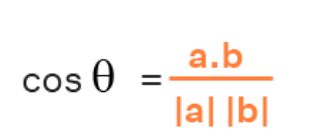 cos θ = a.b / |a| |b|